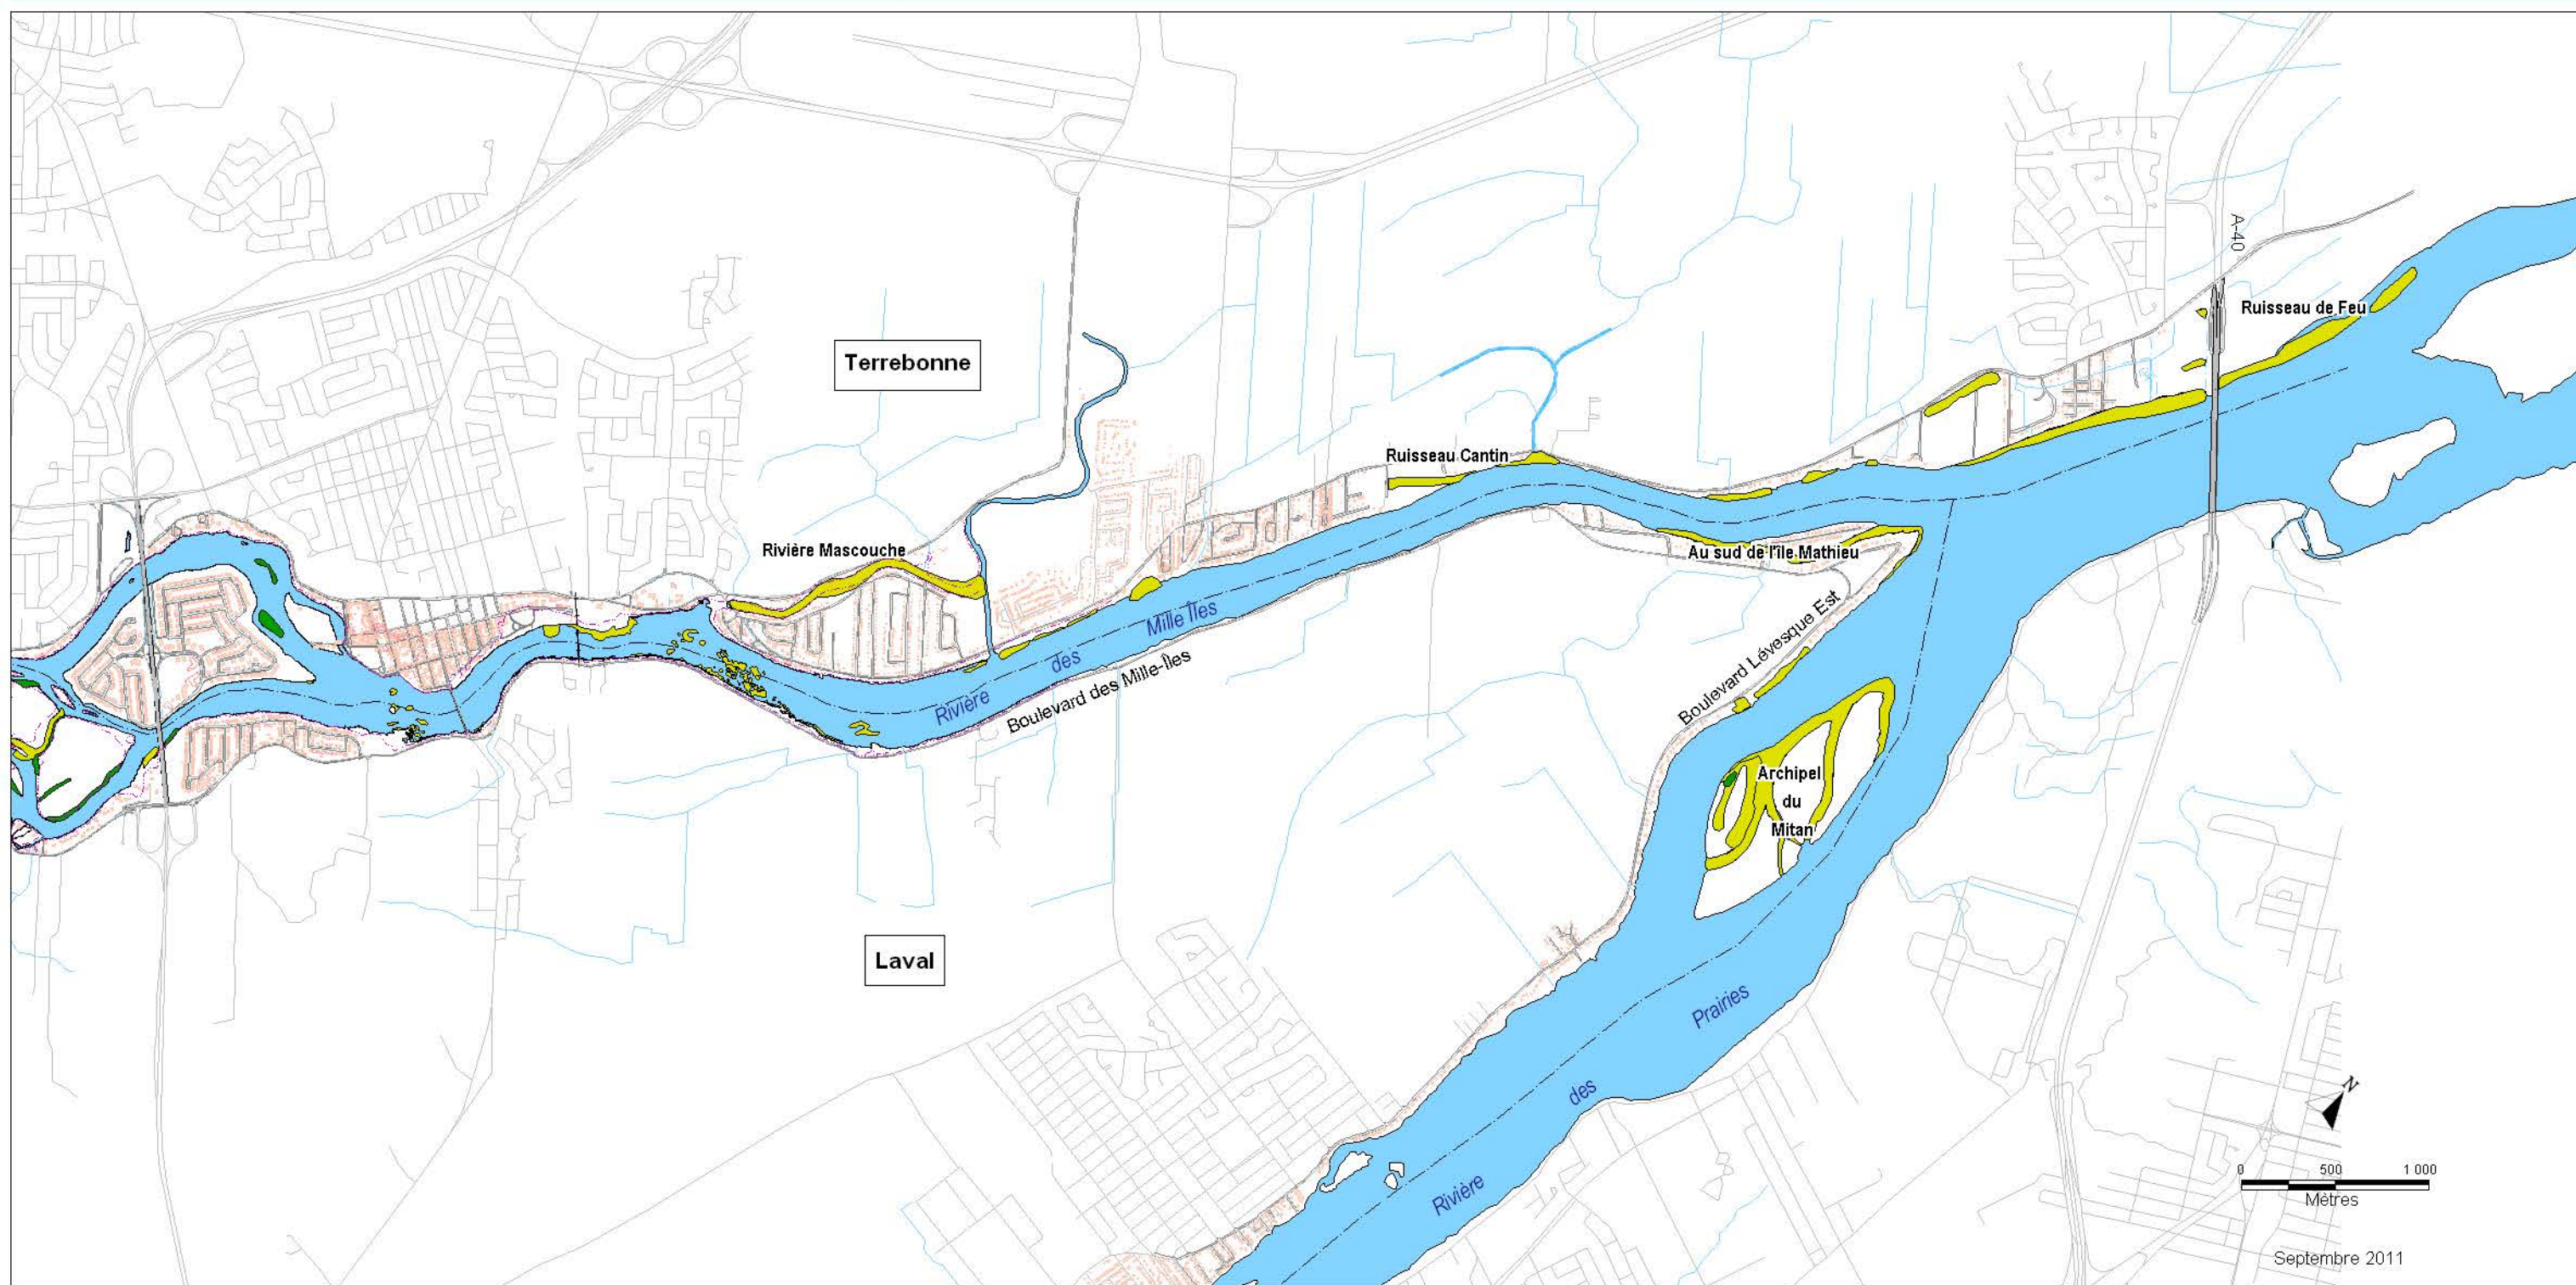 A-40
Ruisseau de Feu
Terrebonne
Ruisseau Cantin
Rivière Mascouche
Au sud de l'île Mathieu
Rivière des Mille Îles
Boulevard des Mille-Îles
Boulevard Lévesque Est
Archipel
du
Mitan
Laval
Rivière des Prairies
N
0 500 1 000
Mètres
Septembre 2011